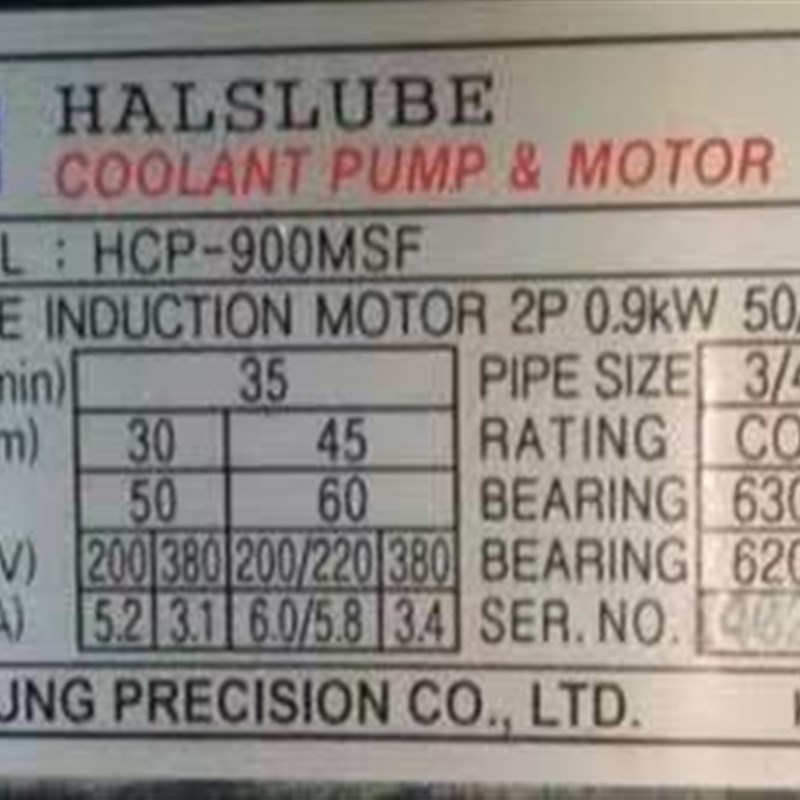 HALSLUBE
COOLANT PUMP & MOTOR
L : HCP-900MSF
E INDUCTION MOTOR 2P 0.9kW 50
min) 35 PIPE SIZE 3/4
m) 30 45 RATING CO
50 60 BEARING 630
V) 200 380 200/220 380 BEARING 620
A) 5.2 3.1 6.0/5.8 3.4 SER. NO.
UNG PRECISION CO., LTD.